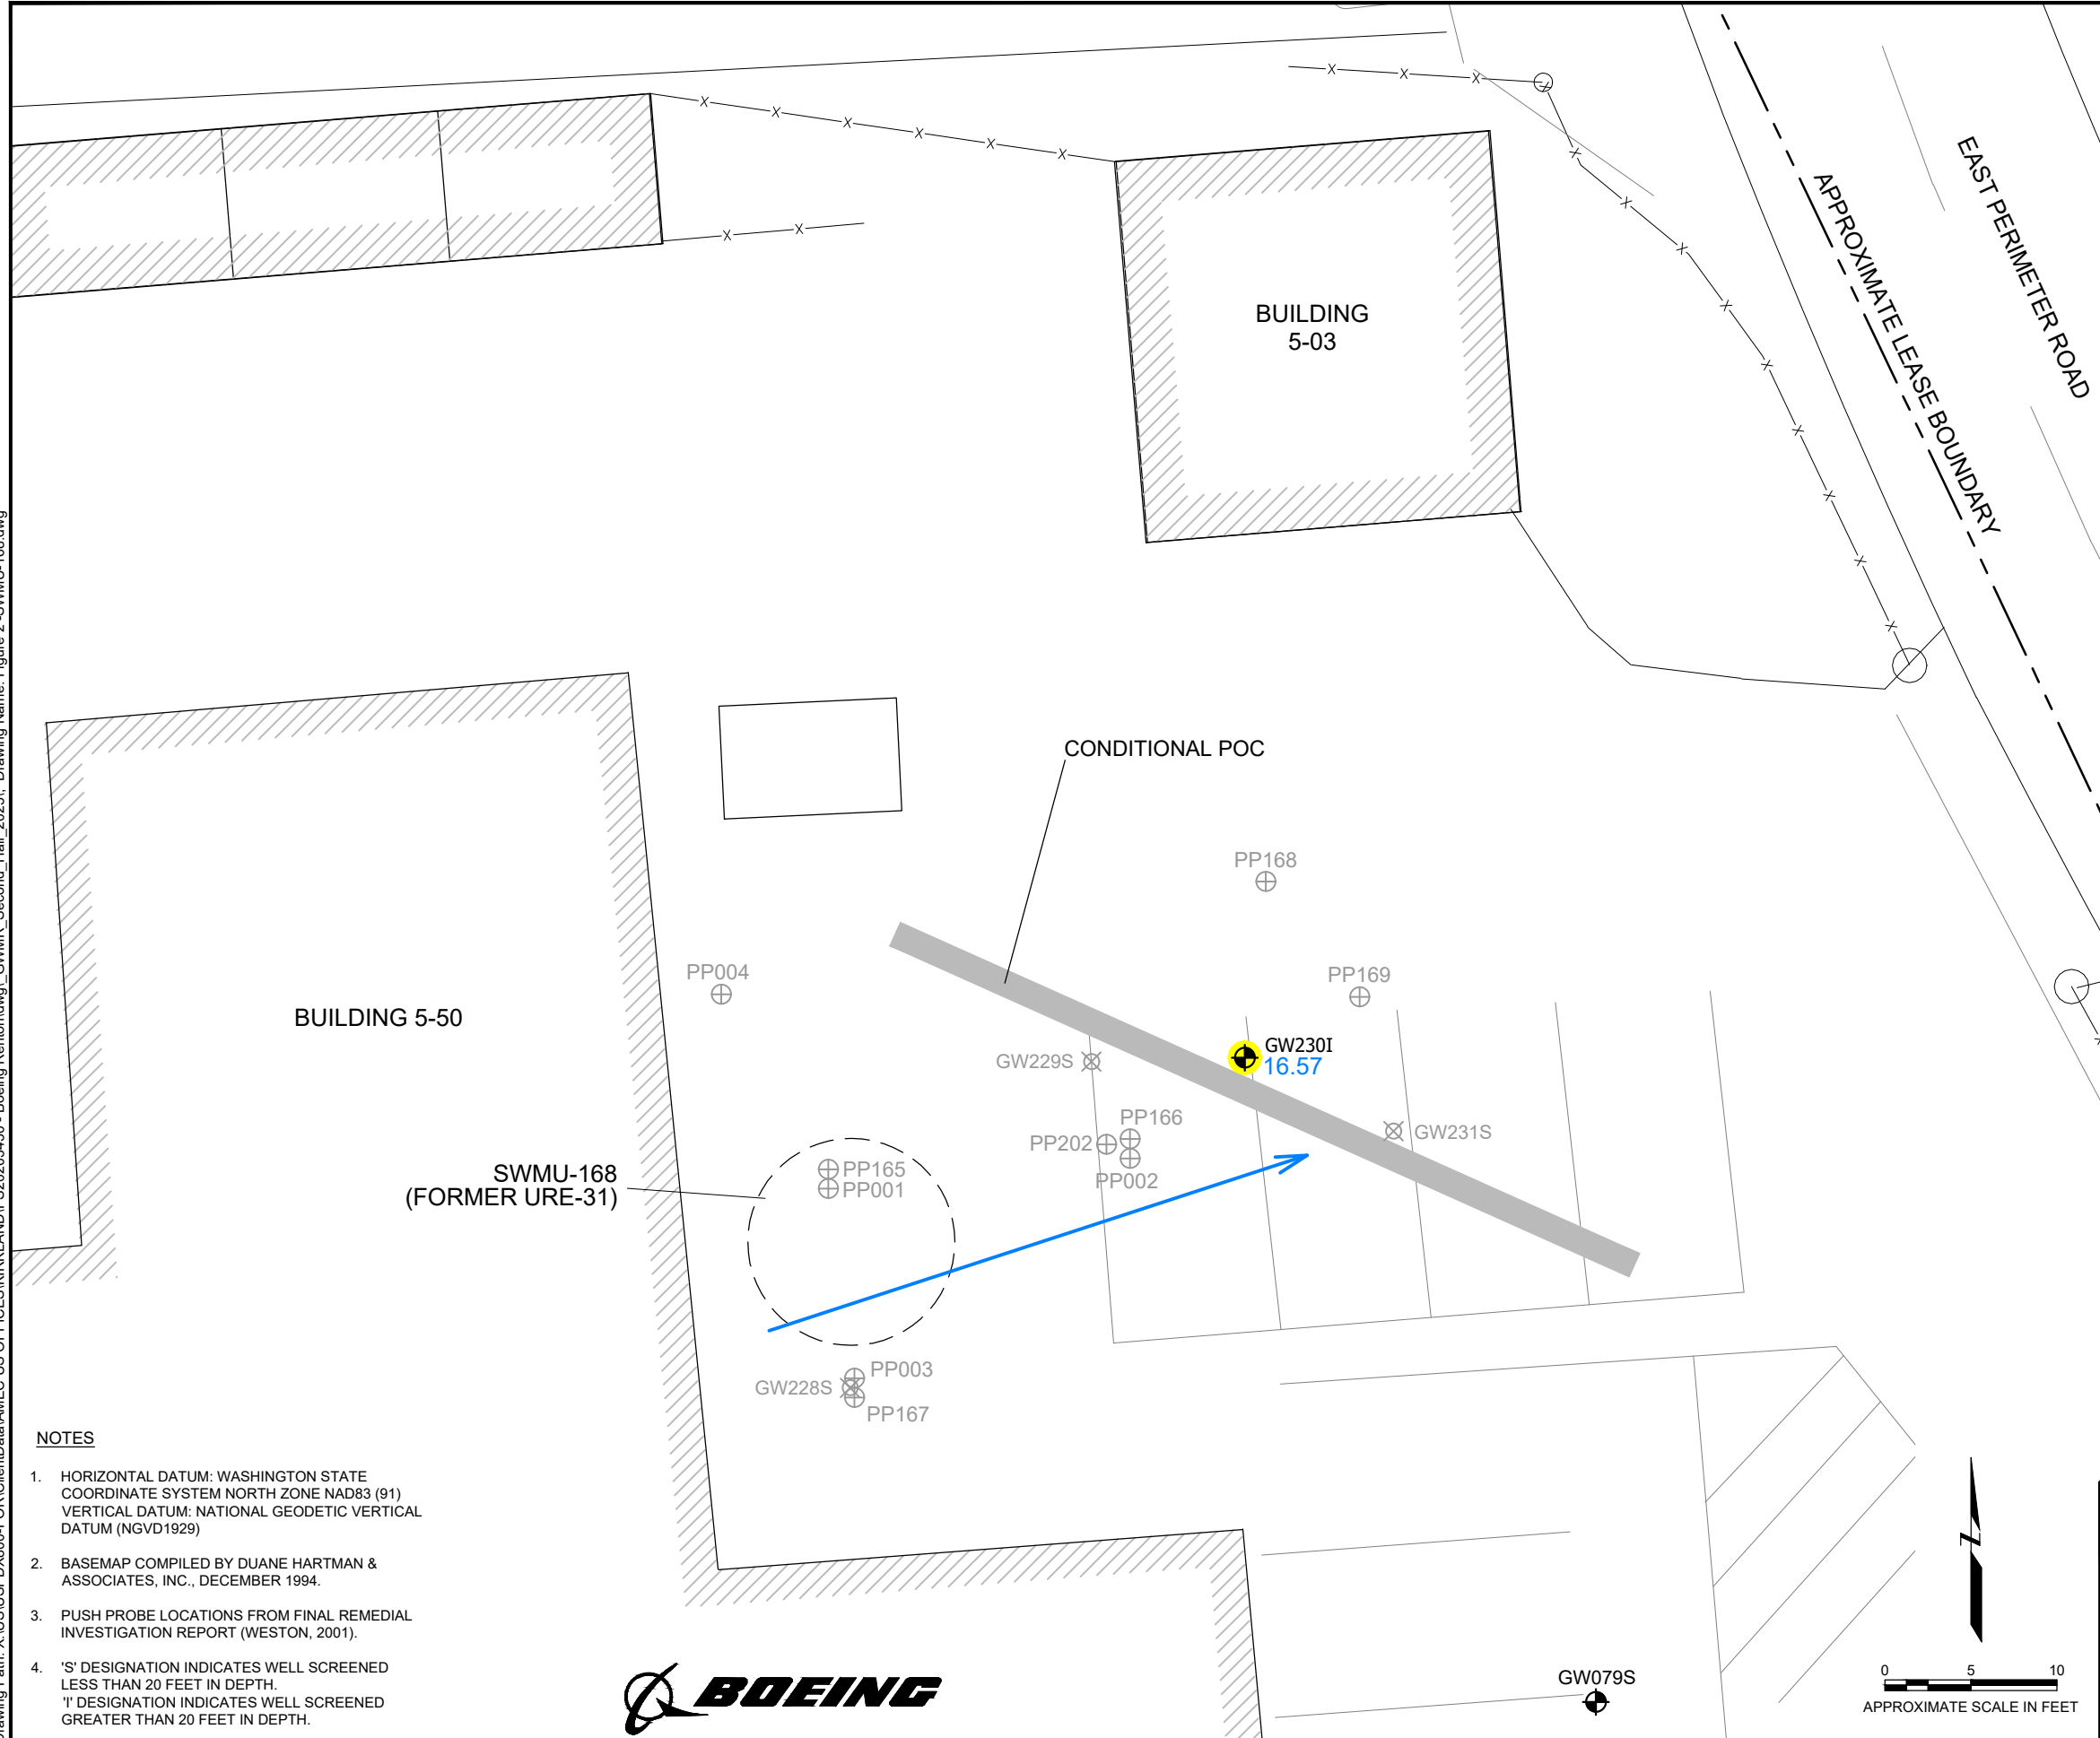 BUILDING
5-03
APPROXIMATE LEASE BOUNDARY
EAST PERIMETER ROAD
CONDITIONAL POC
PP168
PP004
PP169
BUILDING 5-50
GW230I
16.57
GW229S
PP166
PP202
GW231S
PP002
PP165
PP001
SWMU-168
(FORMER URE-31)
PP003
GW228S
PP167
NOTES
1. HORIZONTAL DATUM: WASHINGTON STATE
COORDINATE SYSTEM NORTH ZONE NAD83 (91)
VERTICAL DATUM: NATIONAL GEODETIC VERTICAL
DATUM (NGVD1929)
2. BASEMAP COMPILED BY DUANE HARTMAN &
ASSOCIATES, INC., DECEMBER 1994.
3. PUSH PROBE LOCATIONS FROM FINAL REMEDIAL
INVESTIGATION REPORT (WESTON, 2001).
4. 'S' DESIGNATION INDICATES WELL SCREENED
LESS THAN 20 FEET IN DEPTH.
'I' DESIGNATION INDICATES WELL SCREENED
GREATER THAN 20 FEET IN DEPTH.
BOEING
GW079S
N
0 5 10
APPROXIMATE SCALE IN FEET